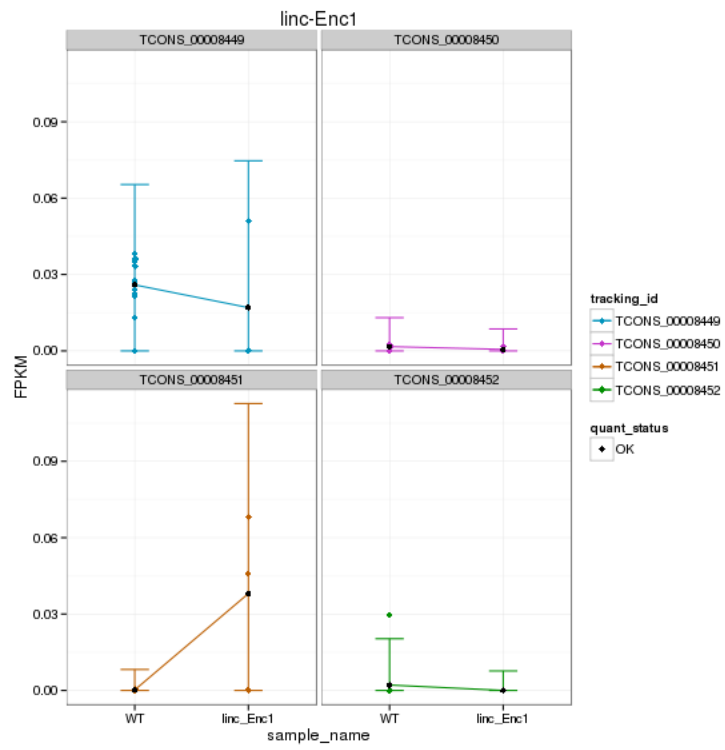 linc-Enc1
TCONS_00008449
TCONS_00008450
0.09
0.06
0.03
0.00
TCONS_00008451
TCONS_00008452
0.09
0.06
0.03
0.00
FPKM
WT
linc_Enc1
WT
linc_Enc1
sample_name
tracking_id
TCONS_00008449
TCONS_00008450
TCONS_00008451
TCONS_00008452
quant_status
OK